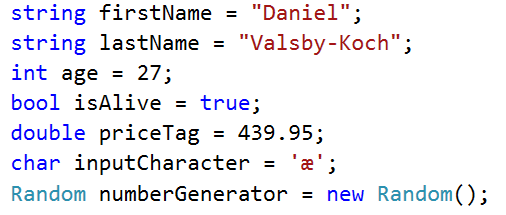 string firstName = "Daniel";
string lastName = "Valsby-Koch";
int age = 27;
bool isAlive = true;
double priceTag = 439.95;
char inputCharacter = 'æ';
Random numberGenerator = new Random();